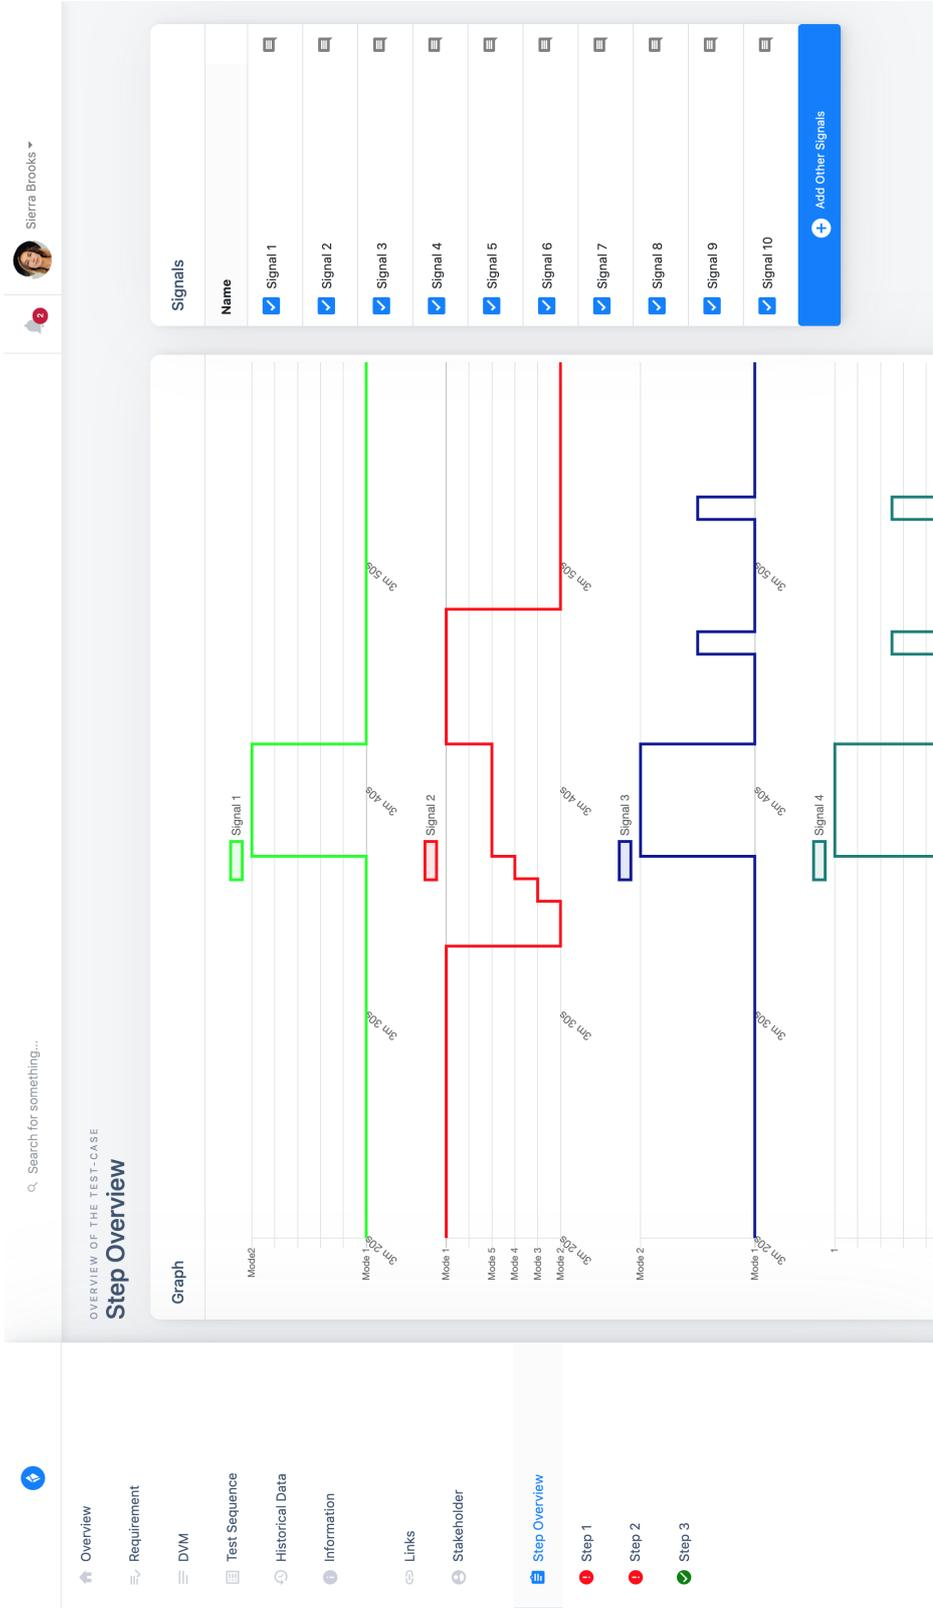 Search for something...
2
Sierra Brooks
Overview
Requirement
DVM
Test Sequence
Historical Data
Information
Links
Stakeholder
Step Overview
Step 1
Step 2
Step 3
OVERVIEW OF THE TEST-CASE
Step Overview
Graph
Signal 1
Mode2
Mode 1
3m 20s
3m 30s
3m 40s
3m 50s
Signal 2
Mode 1
Mode 5
Mode 4
Mode 3
Mode 2
3m 20s
3m 30s
3m 40s
3m 50s
Signal 3
Mode 2
Mode 1
3m 20s
3m 30s
3m 40s
3m 50s
Signal 4
1
Signals
Name
Signal 1
Signal 2
Signal 3
Signal 4
Signal 5
Signal 6
Signal 7
Signal 8
Signal 9
Signal 10
Add Other Signals